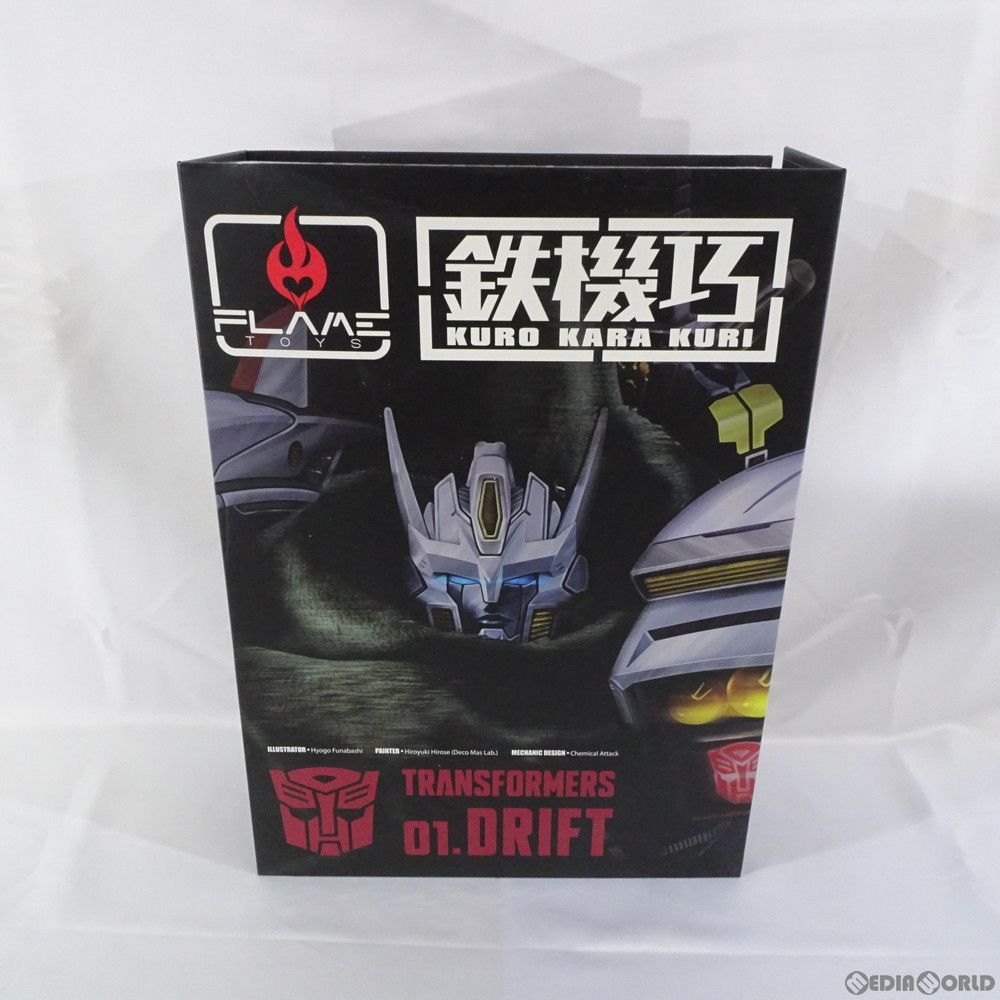 FLAME
TOYS
鉄機巧
KURO KARA KURI
ILLUSTRATOR • Hyogo Funabashi PAINTER • Hiroyuki Hirose (Deco Mas Lab.) MECHANIC DESIGN • Chemical Attack
TRANSFORMERS
01.DRIFT
MEDIAWORLD